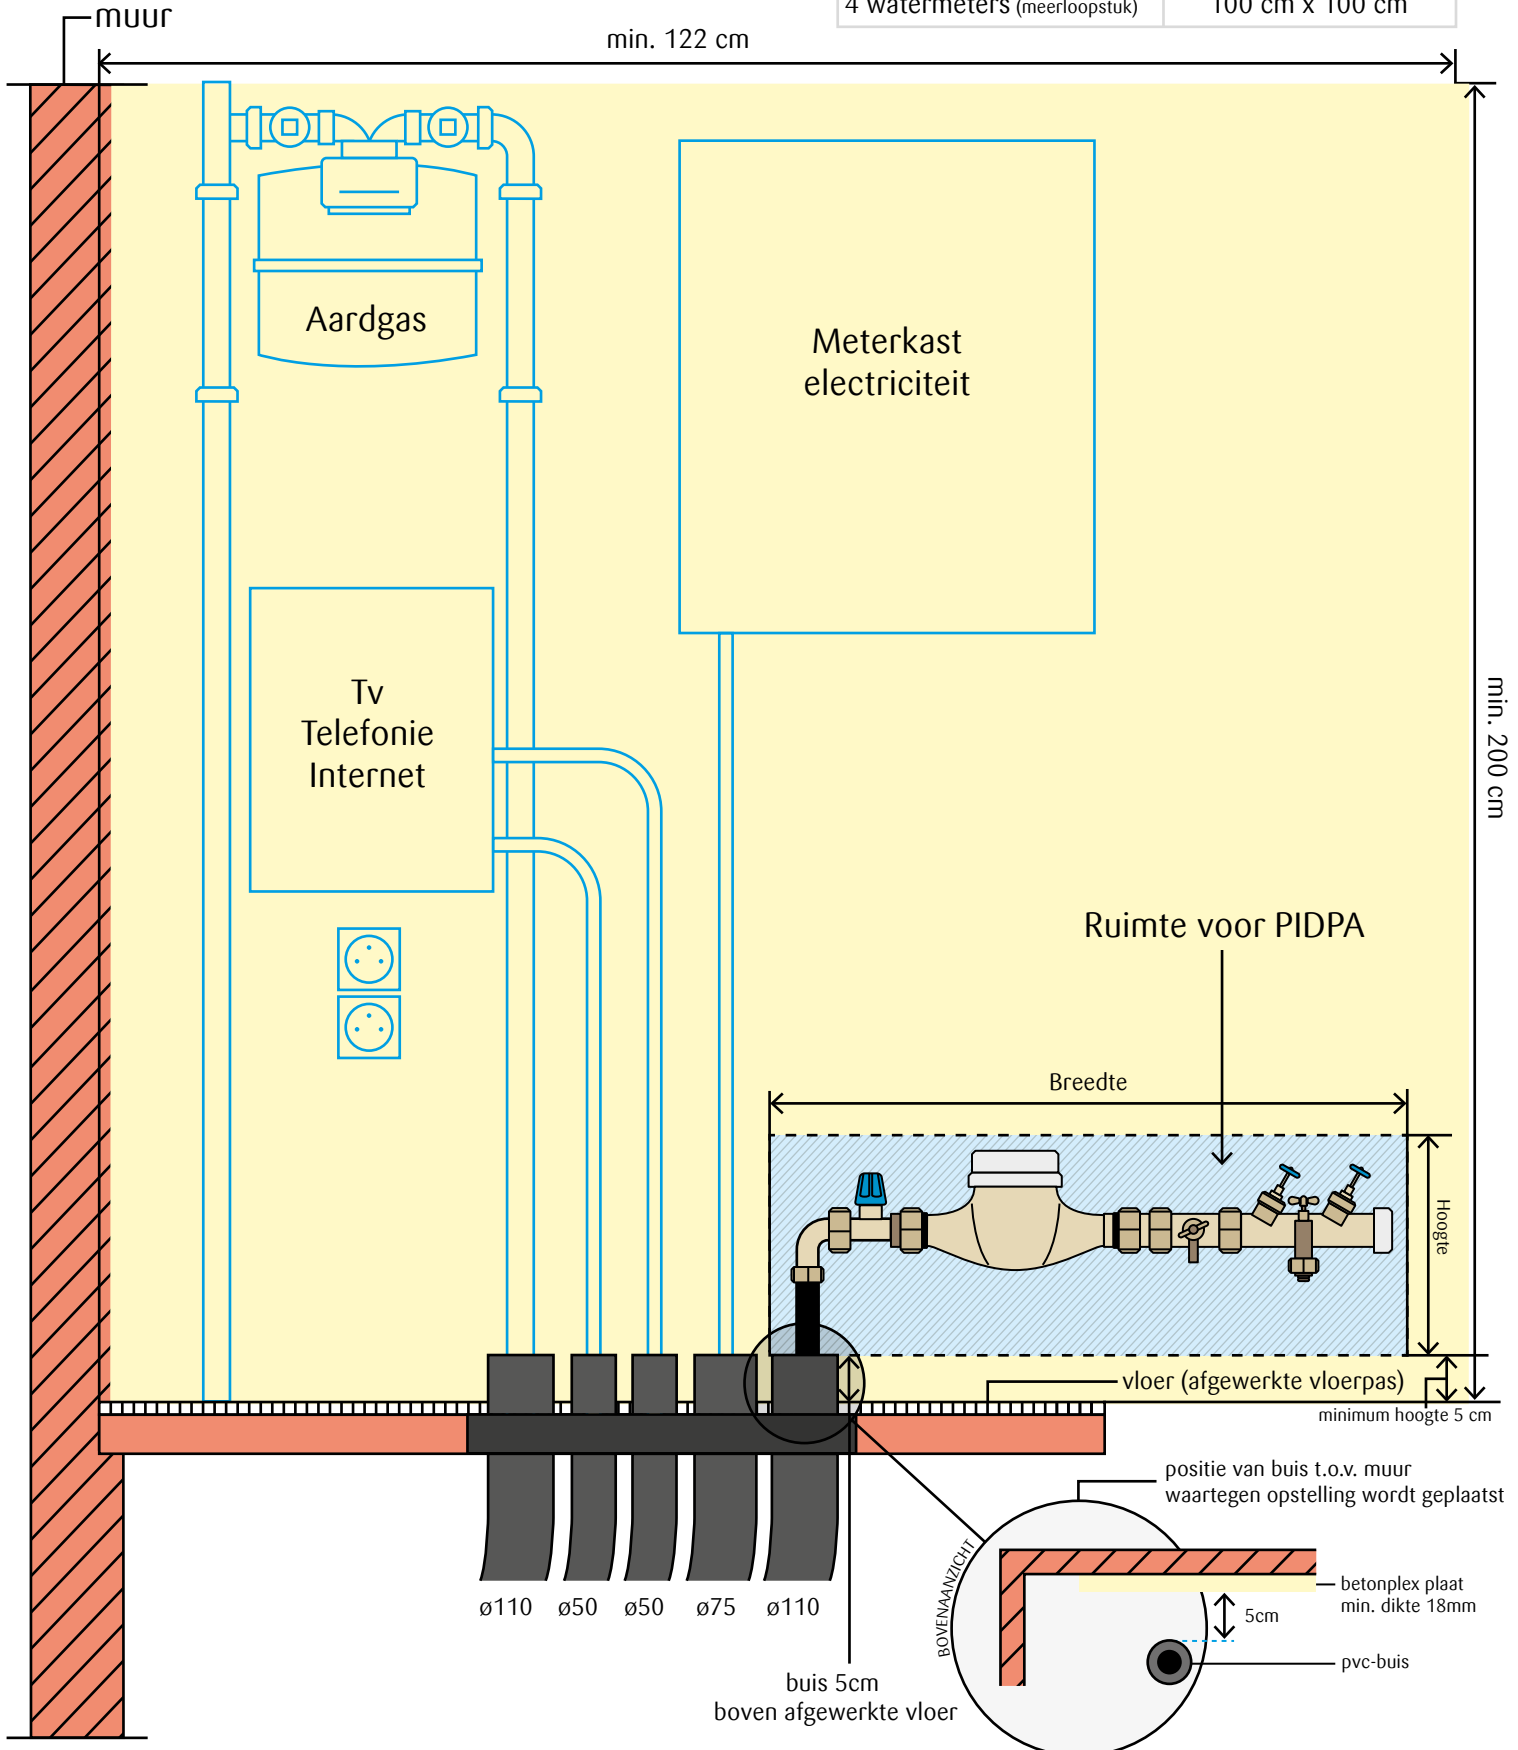 4 watermeters (meerloopstuk)
100 cm x 100 cm
muur
min. 122 cm
Aardgas
Meterkast
electriciteit
Tv
Telefonie
Internet
min. 200 cm
Ruimte voor PIDPA
Breedte
Hoogte
vloer (afgewerkte vloerpas)
minimum hoogte 5 cm
positie van buis t.o.v. muur
waartegen opstelling wordt geplaatst
BOVENAANZICHT
betonplex plaat
min. dikte 18mm
5cm
pvc-buis
ø110 ø50 ø50 ø75 ø110
buis 5cm
boven afgewerkte vloer